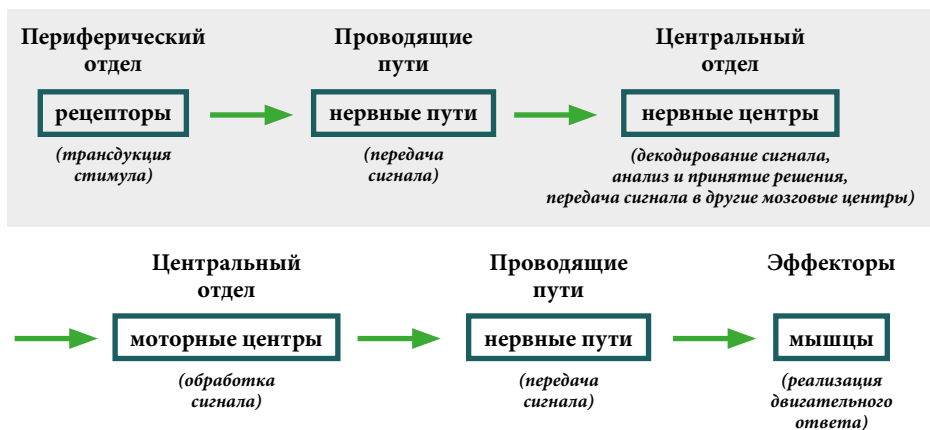 Периферический
отдел
рецепторы
(трансдукция
стимула)
Проводящие
пути
нервные пути
(передача
сигнала)
Центральный
отдел
нервные центры
(декодирование сигнала,
анализ и принятие решения,
передача сигнала в другие мозговые центры)
Центральный
отдел
моторные центры
(обработка
сигнала)
Проводящие
пути
нервные пути
(передача
сигнала)
Эффекторы
мышцы
(реализация
двигательного
ответа)